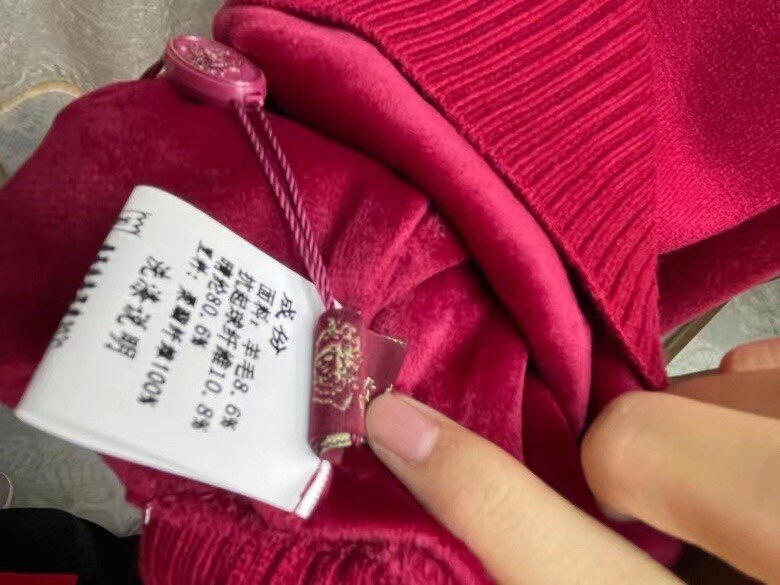 成份
面料: 羊毛8.6%
抗起球纤维10.8%
腈纶80.6%
里料: 聚酯纤维100%
洗涤说明